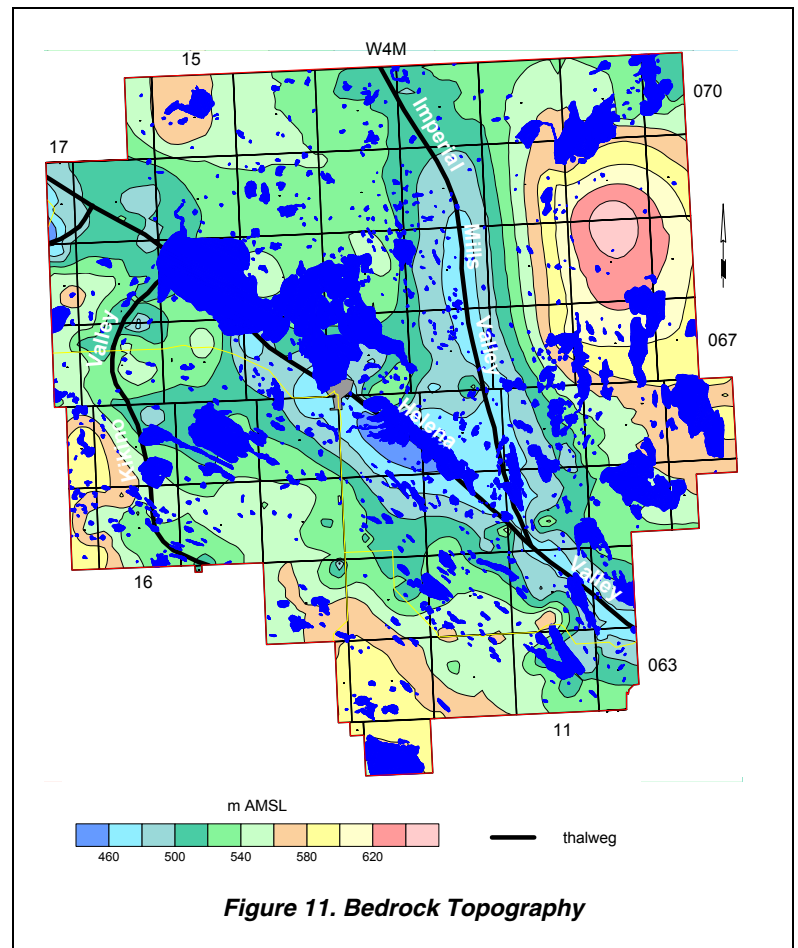 W4M
15
070
17
Imperial
Mills
Valley
067
Valley
Helena
Kikino
Valley
16
063
11
m AMSL
460 500 540 580 620
thalweg
Figure 11. Bedrock Topography